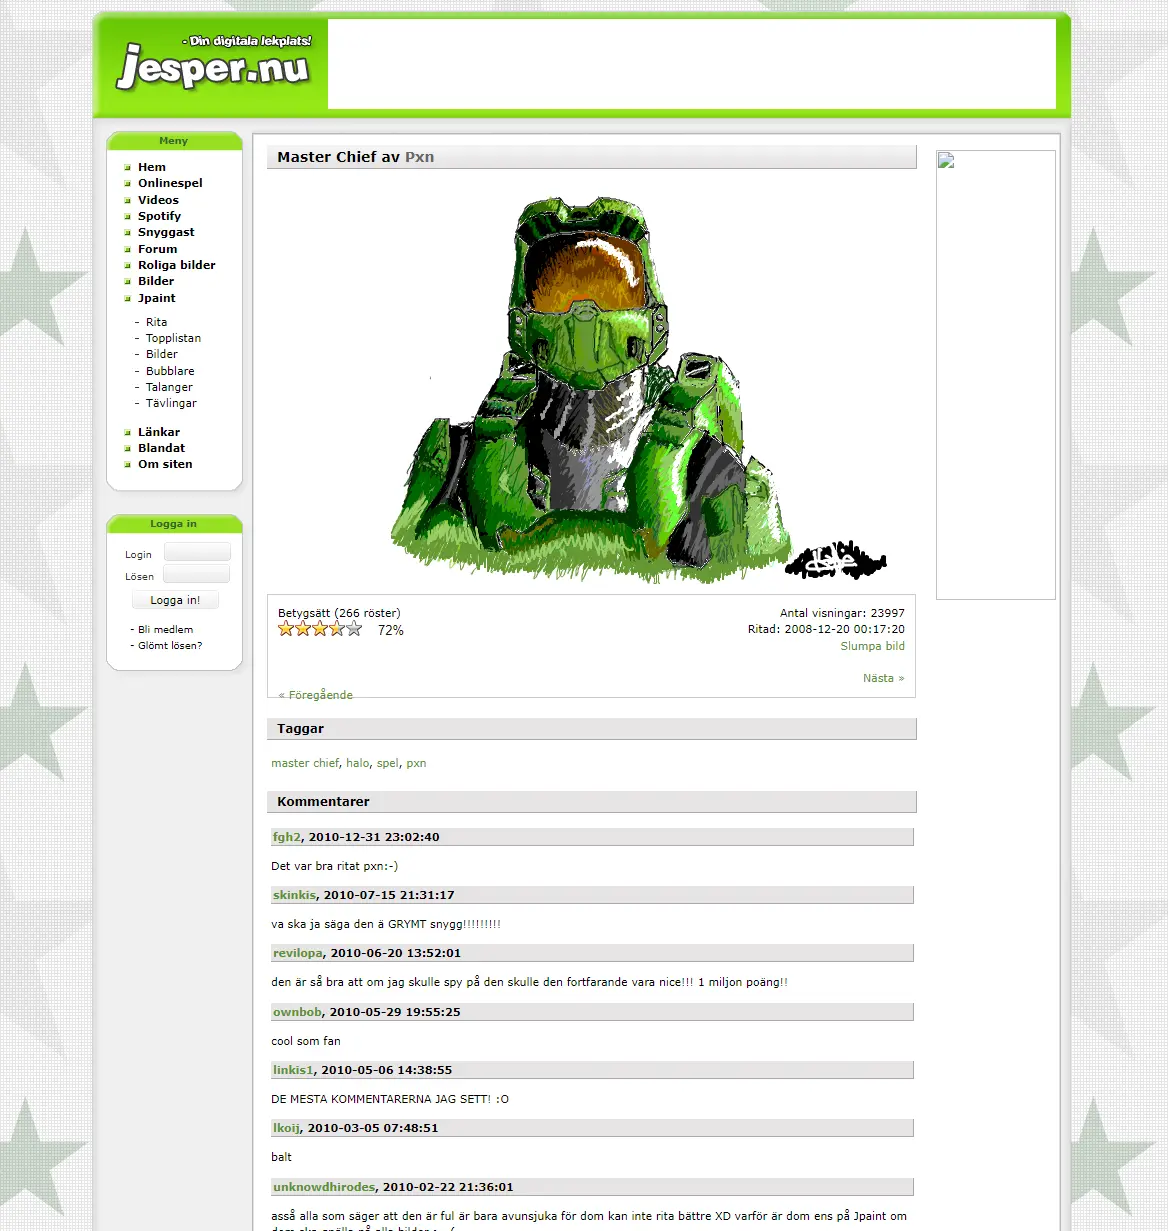 - Din digitala lekplats!
jesper.nu
Meny
Hem
Onlinespel
Videos
Spotify
Snyggast
Forum
Roliga bilder
Bilder
Jpaint
- Rita
- Topplistan
- Bilder
- Bubblare
- Talanger
- Tävlingar
Länkar
Blandat
Om siten
Logga in
Login
Lösen
Logga in!
- Bli medlem
- Glömt lösen?
Master Chief av Pxn
Betygsätt (266 röster)
72%
Antal visningar: 23997
Ritad: 2008-12-20 00:17:20
Slumpa bild
Nästa »
« Föregående
Taggar
master chief, halo, spel, pxn
Kommentarer
fgh2, 2010-12-31 23:02:40
Det var bra ritat pxn:-)
skinkis, 2010-07-15 21:31:17
va ska ja säga den ä GRYMT snygg!!!!!!!!!
revilopa, 2010-06-20 13:52:01
den är så bra att om jag skulle spy på den skulle den fortfarande vara nice!!! 1 miljon poäng!!
ownbob, 2010-05-29 19:55:25
cool som fan
linkis1, 2010-05-06 14:38:55
DE MESTA KOMMENTARERNA JAG SETT! :O
lkoij, 2010-03-05 07:48:51
balt
unknowdhirodes, 2010-02-22 21:36:01
asså alla som säger att den är ful är bara avunsjuka för dom kan inte rita bättre XD varför är dom ens på Jpaint om